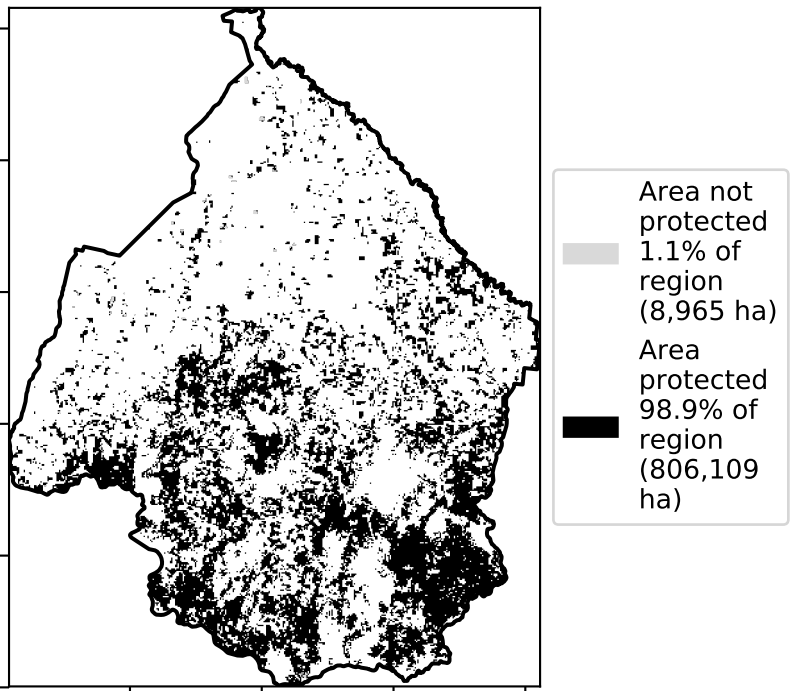 Area not
protected
1.1% of
region
(8,965 ha)
Area
protected
98.9% of
region
(806,109
ha)